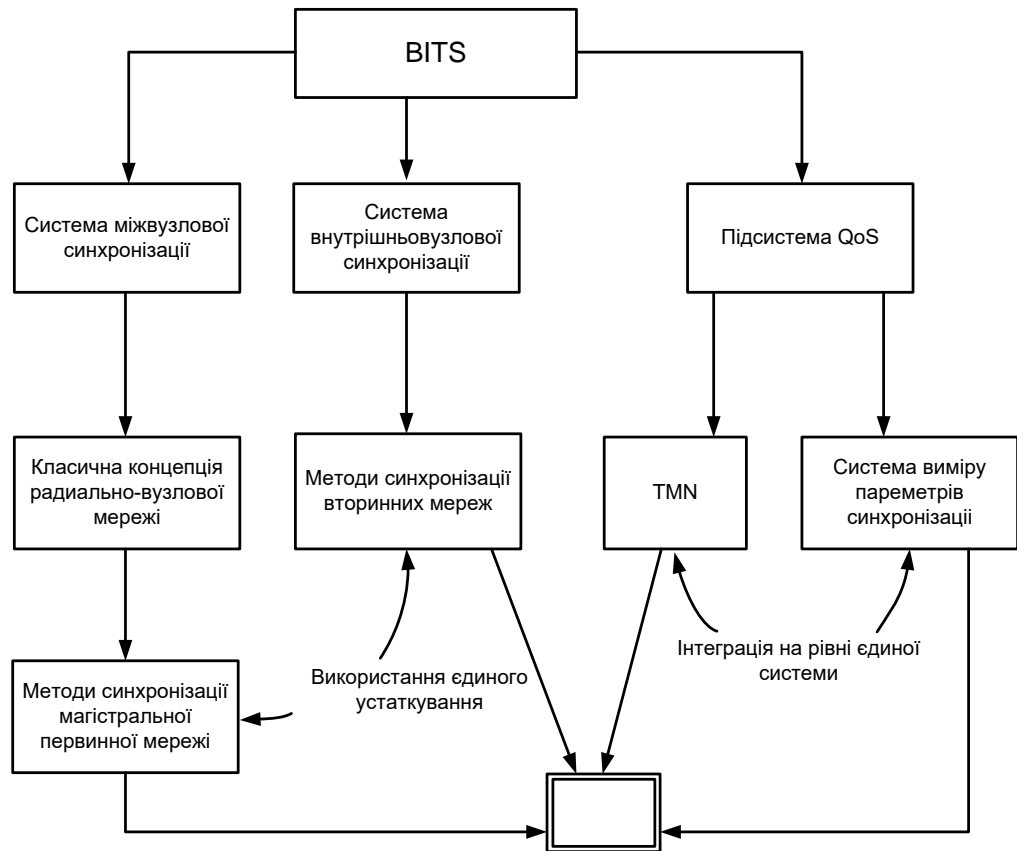 BITS
Система міжвузлової
синхронізації
Система
внутрішньовузлової
синхронізації
Підсистема QoS
Класична концепція
радиально-вузлової
мережі
Методи синхронізації
вторинних мереж
TMN
Система виміру
пареметрів
синхронізаіі
Методи синхронізації
магістральної
первинної мережі
Використання єдиного
устаткування
Інтеграція на рівні єдиної
системи